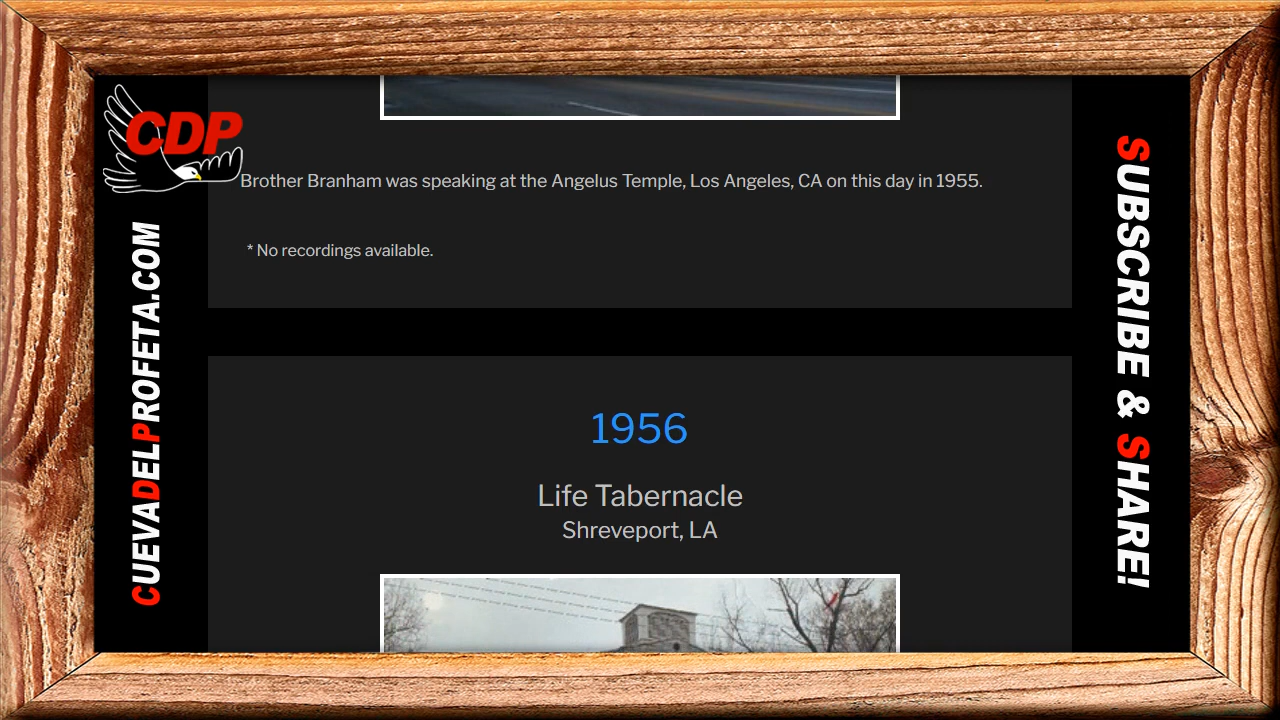 CDP
CUEVADELPROFETA.COM
Brother Branham was speaking at the Angelus Temple, Los Angeles, CA on this day in 1955.
* No recordings available.
1956
Life Tabernacle
Shreveport, LA
SUBSCRIBE & SHARE!